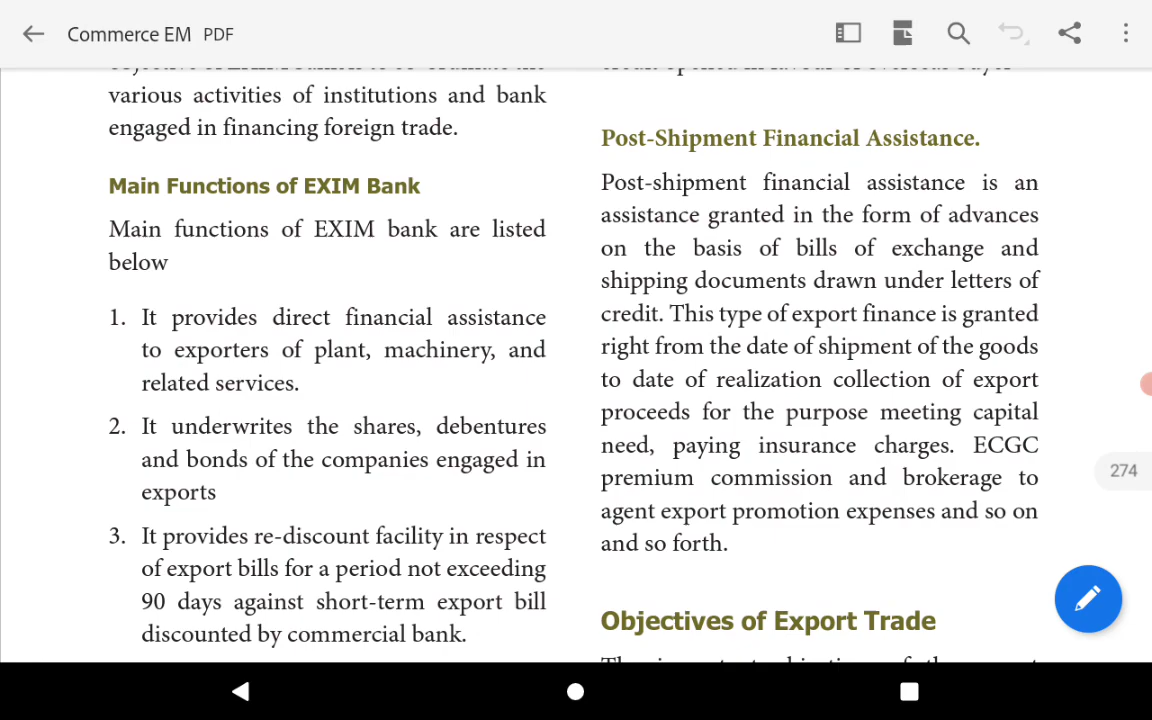 Commerce EM PDF
various activities of institutions and bank
engaged in financing foreign trade.
Main Functions of EXIM Bank
Main functions of EXIM bank are listed
below
1. It provides direct financial assistance
to exporters of plant, machinery, and
related services.
2. It underwrites the shares, debentures
and bonds of the companies engaged in
exports
3. It provides re-discount facility in respect
of export bills for a period not exceeding
90 days against short-term export bill
discounted by commercial bank.
Post-Shipment Financial Assistance.
Post-shipment financial assistance is an
assistance granted in the form of advances
on the basis of bills of exchange and
shipping documents drawn under letters of
credit. This type of export finance is granted
right from the date of shipment of the goods
to date of realization collection of export
proceeds for the purpose meeting capital
need, paying insurance charges. ECGC
premium commission and brokerage to
agent export promotion expenses and so on
and so forth.
Objectives of Export Trade
274